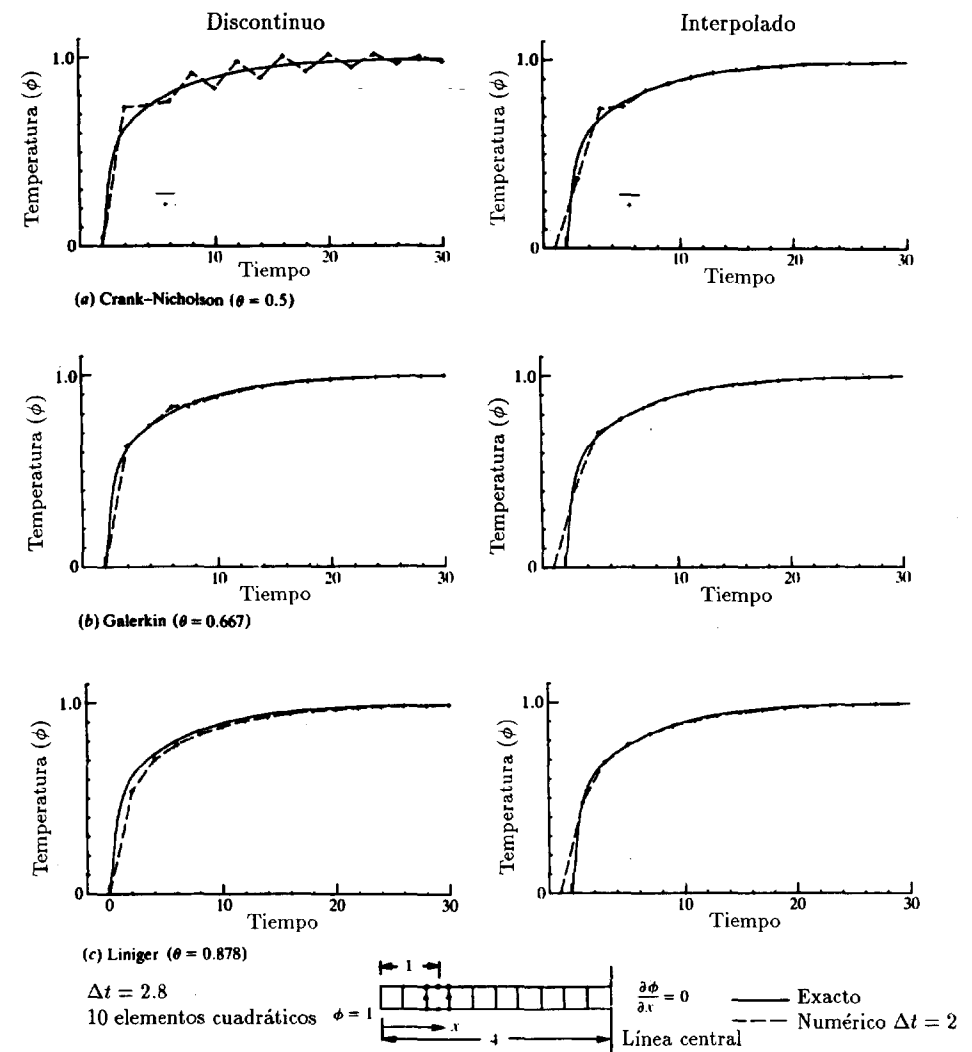 Discontinuo
Interpolado
Temperatura (ϕ)
1.0
0
10
20
30
Tiempo
Temperatura (ϕ)
1.0
0
10
20
30
Tiempo
(a) Crank–Nicholson (θ = 0.5)
Temperatura (ϕ)
1.0
0
10
20
30
Tiempo
Temperatura (ϕ)
1.0
0
10
20
30
Tiempo
(b) Galerkin (θ = 0.667)
Temperatura (ϕ)
1.0
0
0
10
20
30
Tiempo
Temperatura (ϕ)
1.0
0
10
20
30
Tiempo
(c) Liniger (θ = 0.878)
Δt = 2.8
10 elementos cuadráticos
1
ϕ = 1
x
4
∂ϕ/∂x = 0
Línea central
Exacto
Numérico Δt = 2